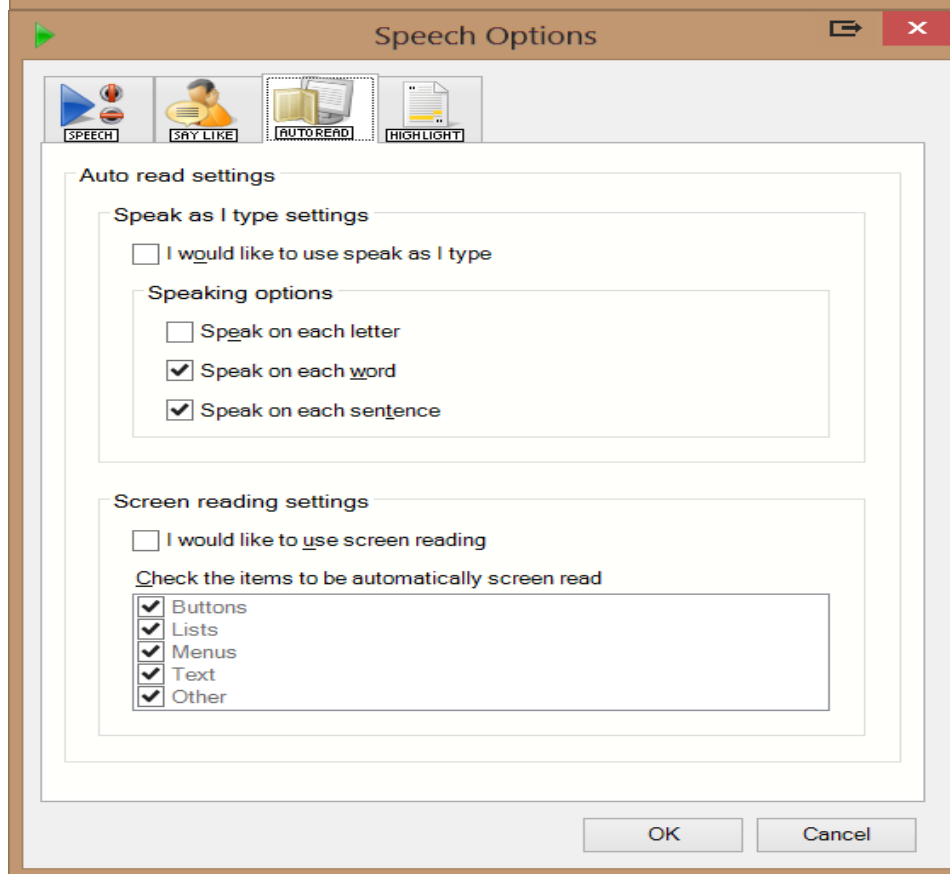 Speech Options
SPEECH SAY LIKE AUTO READ HIGHLIGHT
Auto read settings
Speak as I type settings
I would like to use speak as I type
Speaking options
Speak on each letter
Speak on each word
Speak on each sentence
Screen reading settings
I would like to use screen reading
Check the items to be automatically screen read
Buttons
Lists
Menus
Text
Other
OK Cancel